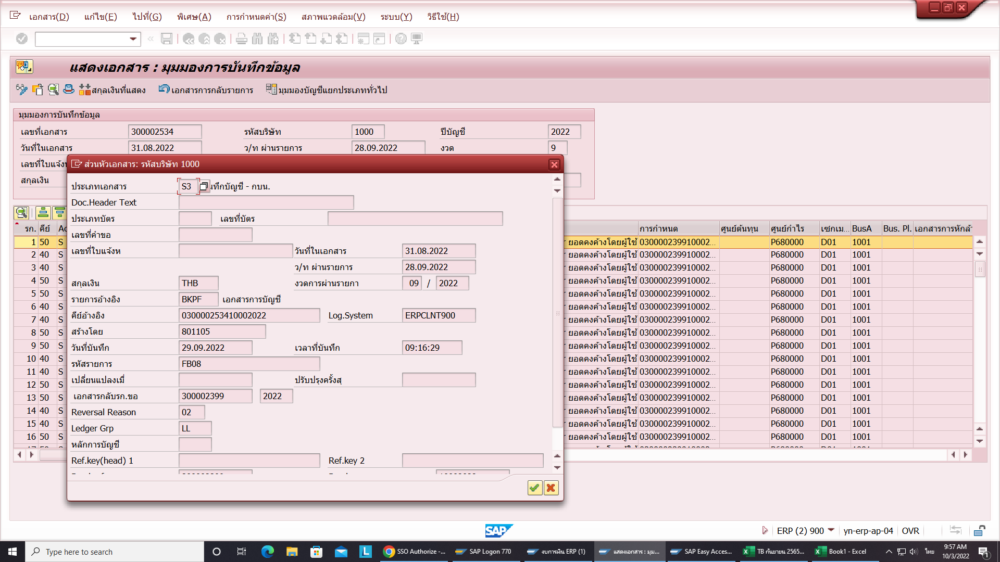 เอกสาร(D) แก้ไข(E) ไปที่(G) พิเศษ(A) การกำหนดค่า(S) สภาพแวดล้อม(V) ระบบ(Y) วิธีใช้(H)
แสดงเอกสาร : มุมมองการบันทึกข้อมูล
สกุลเงินที่แสดง เอกสารการกลับรายการ มุมมองบัญชีแยกประเภททั่วไป
มุมมองการบันทึกข้อมูล
เลขที่เอกสาร 300002534 รหัสบริษัท 1000 ปีบัญชี 2022
วันที่ในเอกสาร 31.08.2022 ว/ท ผ่านรายการ 28.09.2022 งวด 9
เลขที่ใบแจ้งห
สกุลเงิน
ส่วนหัวเอกสาร: รหัสบริษัท 1000
ประเภทเอกสาร S3 นทึกบัญชี - กบน.
Doc.Header Text
ประเภทบัตร เลขที่บัตร
เลขที่คำขอ
เลขที่ใบแจ้งห วันที่ในเอกสาร 31.08.2022
ว/ท ผ่านรายการ 28.09.2022
สกุลเงิน THB งวดการผ่านรายกา 09 / 2022
รายการอ้างอิง BKPF เอกสารการบัญชี
คีย์อ้างอิง 030000253410002022 Log.System ERPCLNT900
สร้างโดย 801105
วันที่บันทึก 29.09.2022 เวลาที่บันทึก 09:16:29
รหัสรายการ FB08
เปลี่ยนแปลงเมื่ ปรับปรุงครั้งสุ
เอกสารกลับรก.ขอ 300002399 2022
Reversal Reason 02
Ledger Grp LL
หลักการบัญชี
Ref.key(head) 1 Ref.key 2
รก. คีย์ Ac การกำหนด ศูนย์ต้นทุน ศูนย์กำไร เซ้กเม... BusA Bus. Pl. เอกสารการหักล้า
1 50 S r ยอดคงค้างโดยผู้ใช้ 030000239910002... P680000 D01 1001
2 40 S r ยอดคงค้างโดยผู้ใช้ 030000239910002... P680000 D01 1001
3 40 S r ยอดคงค้างโดยผู้ใช้ 030000239910002... P680000 D01 1001
4 50 S r ยอดคงค้างโดยผู้ใช้ 030000239910002... P680000 D01 1001
5 50 S r ยอดคงค้างโดยผู้ใช้ 030000239910002... P680000 D01 1001
6 40 S r ยอดคงค้างโดยผู้ใช้ 030000239910002... P680000 D01 1001
7 40 S r ยอดคงค้างโดยผู้ใช้ 030000239910002... P680000 D01 1001
8 50 S r ยอดคงค้างโดยผู้ใช้ 030000239910002... P680000 D01 1001
9 50 S r ยอดคงค้างโดยผู้ใช้ 030000239910002... P680000 D01 1001
10 40 S r ยอดคงค้างโดยผู้ใช้ 030000239910002... P680000 D01 1001
11 40 S r ยอดคงค้างโดยผู้ใช้ 030000239910002... P680000 D01 1001
12 50 S r ยอดคงค้างโดยผู้ใช้ 030000239910002... P680000 D01 1001
13 50 S r ยอดคงค้างโดยผู้ใช้ 030000239910002... P680000 D01 1001
14 40 S r ยอดคงค้างโดยผู้ใช้ 030000239910002... P680000 D01 1001
15 40 S r ยอดคงค้างโดยผู้ใช้ 030000239910002... P680000 D01 1001
16 50 S r ยอดคงค้างโดยผู้ใช้ 030000239910002... P680000 D01 1001
SAP ERP (2) 900 yn-erp-ap-04 OVR
Type here to search SSO Authorize -... SAP Logon 770 งบการเงิน ERP (1) แสดงเอกสาร : มุม... SAP Easy Acces... TB กันยายน 2565... Book1 - Excel ไทย 9:57 AM
10/3/2022 1